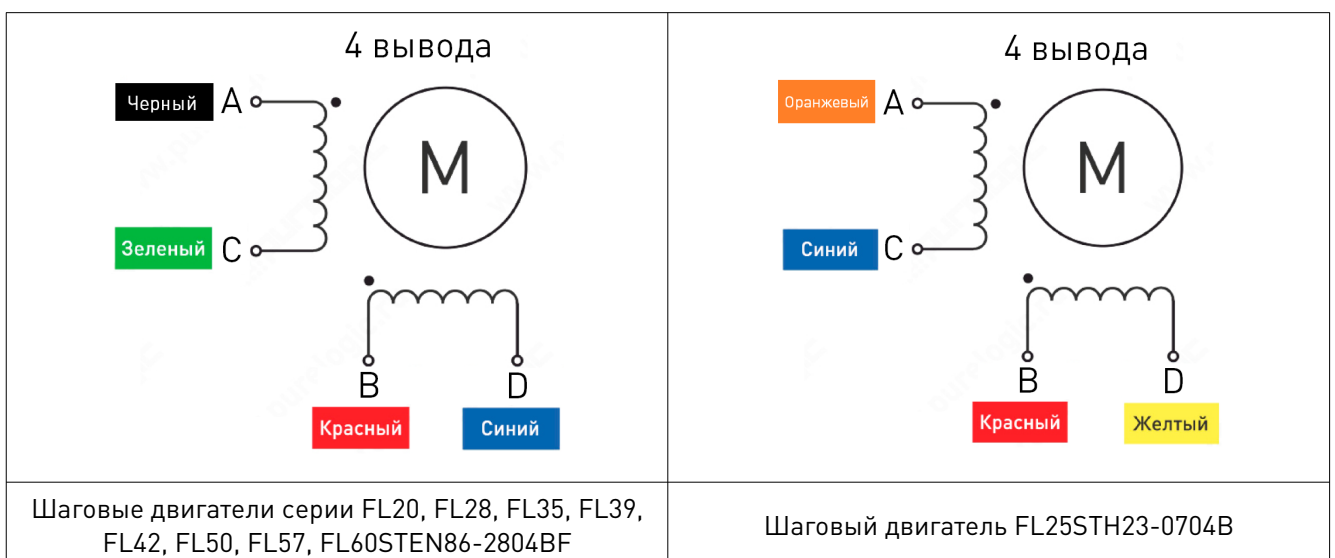 4 вывода
Черный A
M
Зеленый C
B D
Красный Синий
Шаговые двигатели серии FL20, FL28, FL35, FL39,
FL42, FL50, FL57, FL60STEN86-2804BF
4 вывода
Оранжевый A
M
Синий C
B D
Красный Желтый
Шаговый двигатель FL25STH23-0704B